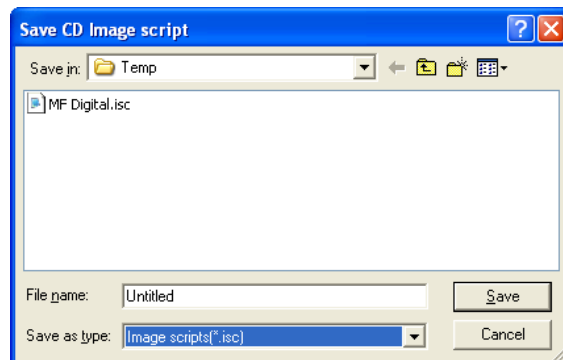 Save CD Image script
Save in: Temp
MF Digital.isc
File name: Untitled Save
Save as type: Image scripts(*.isc) Cancel